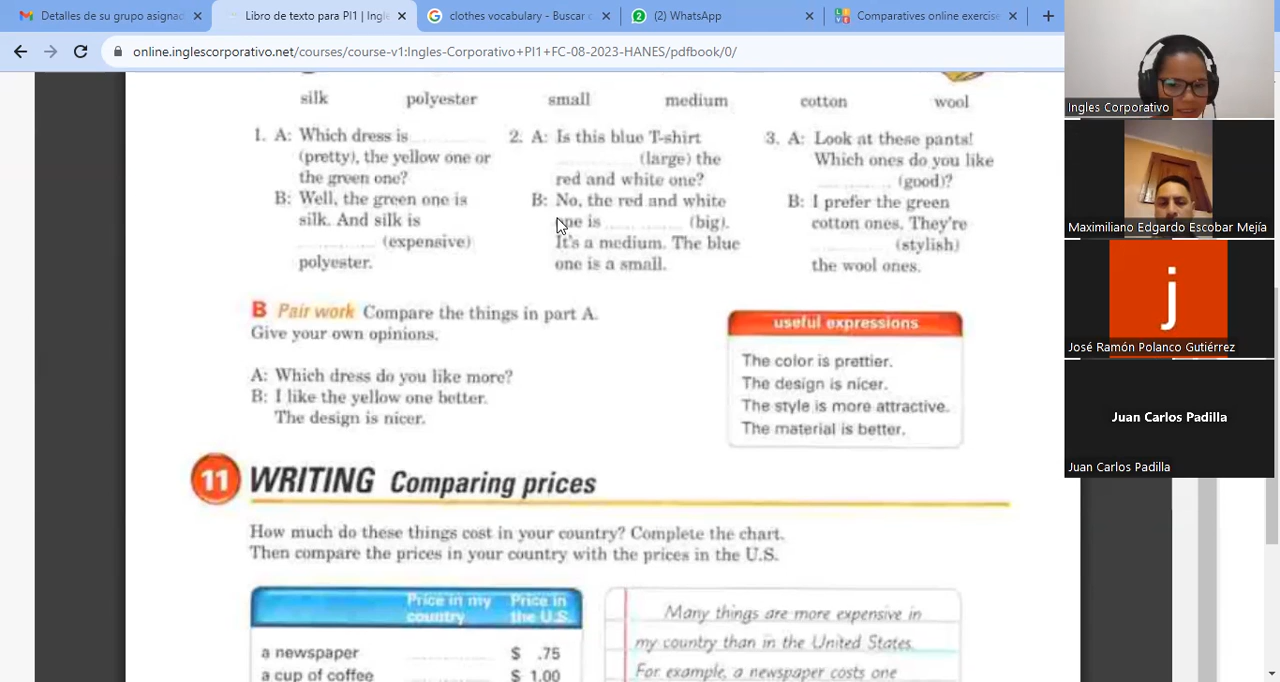 Detalles de su grupo asignad
Libro de texto para PI1 | Ingle
clothes vocabulary - Buscar c
(2) WhatsApp
Comparatives online exercise
online.inglescorporativo.net/courses/course-v1:Ingles-Corporativo+PI1+FC-08-2023-HANES/pdfbook/0/
silk polyester small medium cotton wool
1. A: Which dress is
(pretty), the yellow one or
the green one?
B: Well, the green one is
silk. And silk is
(expensive)
polyester.
2. A: Is this blue T-shirt
(large) the
red and white one?
B: No, the red and white
one is (big).
It's a medium. The blue
one is a small.
3. A: Look at these pants!
Which ones do you like
(good)?
B: I prefer the green
cotton ones. They're
(stylish)
the wool ones.
B Pair work Compare the things in part A.
Give your own opinions.
A: Which dress do you like more?
B: I like the yellow one better.
The design is nicer.
useful expressions
The color is prettier.
The design is nicer.
The style is more attractive.
The material is better.
11 WRITING Comparing prices
How much do these things cost in your country? Complete the chart.
Then compare the prices in your country with the prices in the U.S.
Price in my country
Price in the U.S.
a newspaper $ .75
a cup of coffee $ 1.00
Many things are more expensive in
my country than in the United States.
For example, a newspaper costs one
Ingles Corporativo
Maximiliano Edgardo Escobar Mejía
j
José Ramón Polanco Gutiérrez
Juan Carlos Padilla
Juan Carlos Padilla